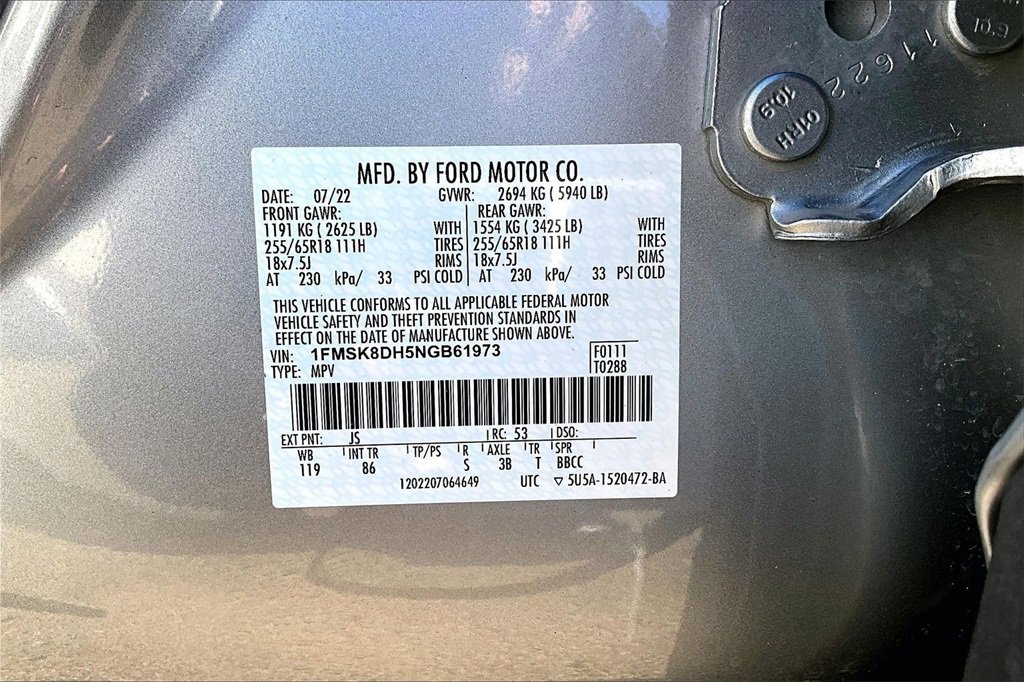 MFD. BY FORD MOTOR CO.
DATE: 07/22 GVWR: 2694 KG ( 5940 LB)
FRONT GAWR: REAR GAWR:
1191 KG ( 2625 LB) WITH 1554 KG ( 3425 LB) WITH
255/65R18 111H TIRES 255/65R18 111H TIRES
18x7.5J RIMS 18x7.5J RIMS
AT 230 kPa/ 33 PSI COLD AT 230 kPa/ 33 PSI COLD
THIS VEHICLE CONFORMS TO ALL APPLICABLE FEDERAL MOTOR
VEHICLE SAFETY AND THEFT PREVENTION STANDARDS IN
EFFECT ON THE DATE OF MANUFACTURE SHOWN ABOVE.
VIN: 1FMSK8DH5NGB61973 F0111
TYPE: MPV T0288
EXT PNT: JS RC: 53 DSO:
WB INT TR TP/PS R AXLE TR SPR
119 86 S 3B T BBCC
1202207064649 UTC ▽ 5U5A-1520472-BA
11622
10.9
01RH